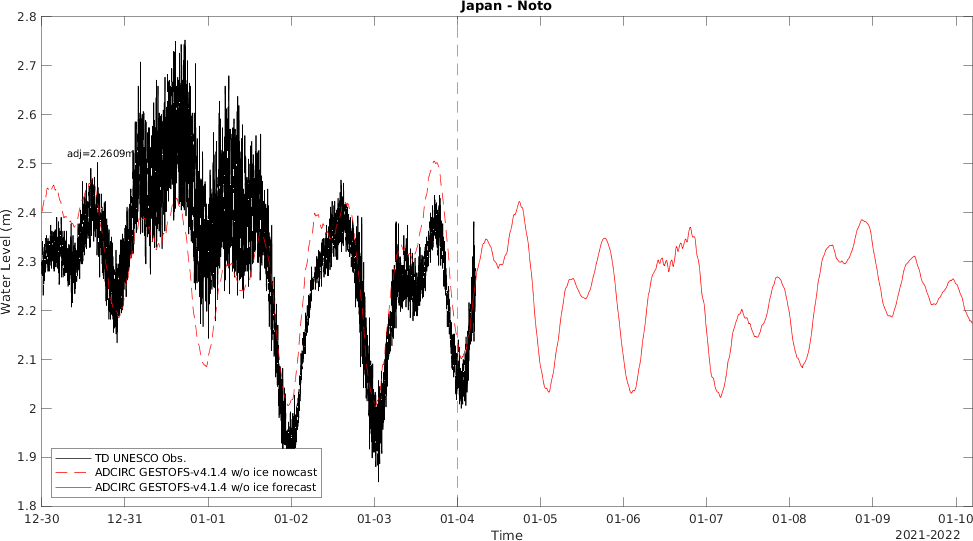 Japan - Noto
2.8
2.7
2.6
2.5
2.4
2.3
2.2
2.1
2
1.9
1.8
Water Level (m)
adj=2.2609m
TD UNESCO Obs.
ADCIRC GESTOFS-v4.1.4 w/o ice nowcast
ADCIRC GESTOFS-v4.1.4 w/o ice forecast
12-30 12-31 01-01 01-02 01-03 01-04 01-05 01-06 01-07 01-08 01-09 01-10
Time
2021-2022